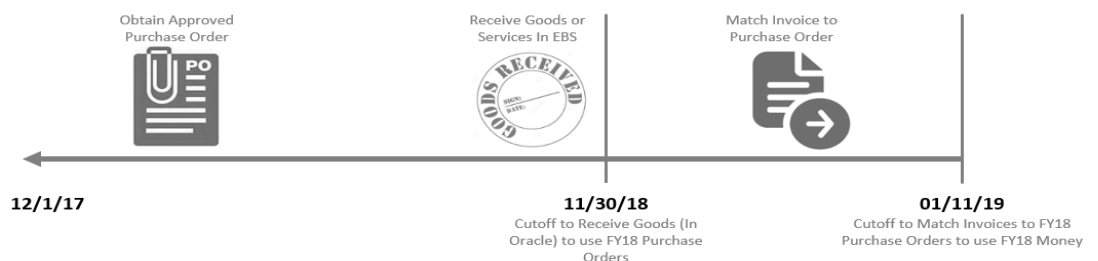 Obtain Approved
Purchase Order
PO
Receive Goods or
Services In EBS
GOODS RECEIVED
SIGN:
DATE:
Match Invoice to
Purchase Order
12/1/17
11/30/18
Cutoff to Receive Goods (In
Oracle) to use FY18 Purchase
Orders
01/11/19
Cutoff to Match Invoices to FY18
Purchase Orders to use FY18 Money